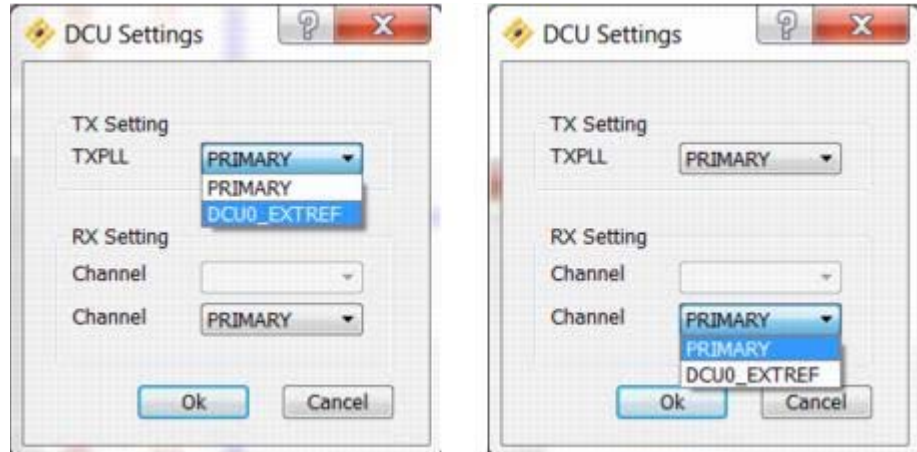 DCU Settings
TX Setting
TXPLL PRIMARY
PRIMARY
DCU0_EXTREF
RX Setting
Channel
Channel PRIMARY
Ok Cancel
DCU Settings
TX Setting
TXPLL PRIMARY
RX Setting
Channel
Channel PRIMARY
PRIMARY
DCU0_EXTREF
Ok Cancel